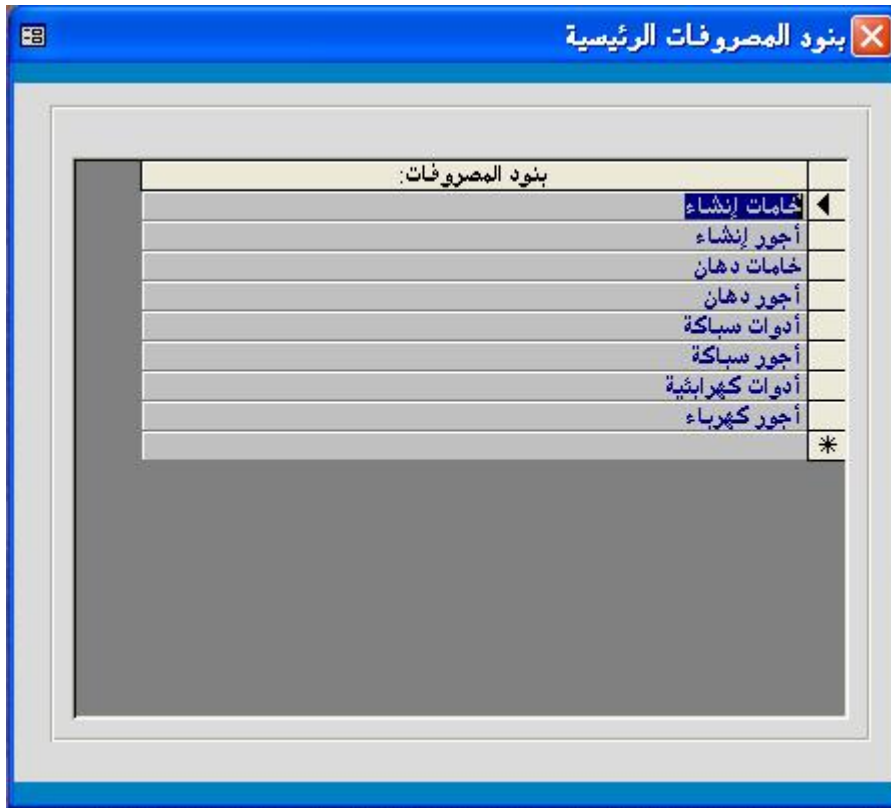 بنود المصروفات الرئيسية
بنود المصروفات:
خامات إنشاء
أجور إنشاء
خامات دهان
أجور دهان
أدوات سباكة
أجور سباكة
أدوات كهرابئية
أجور كهرباء